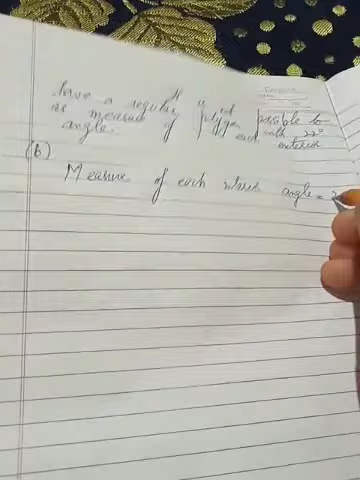 It is not possible to
have a regular polygon with
as measure of each exterior
angle. 22°
(b)
Measure of each interior angle = 2